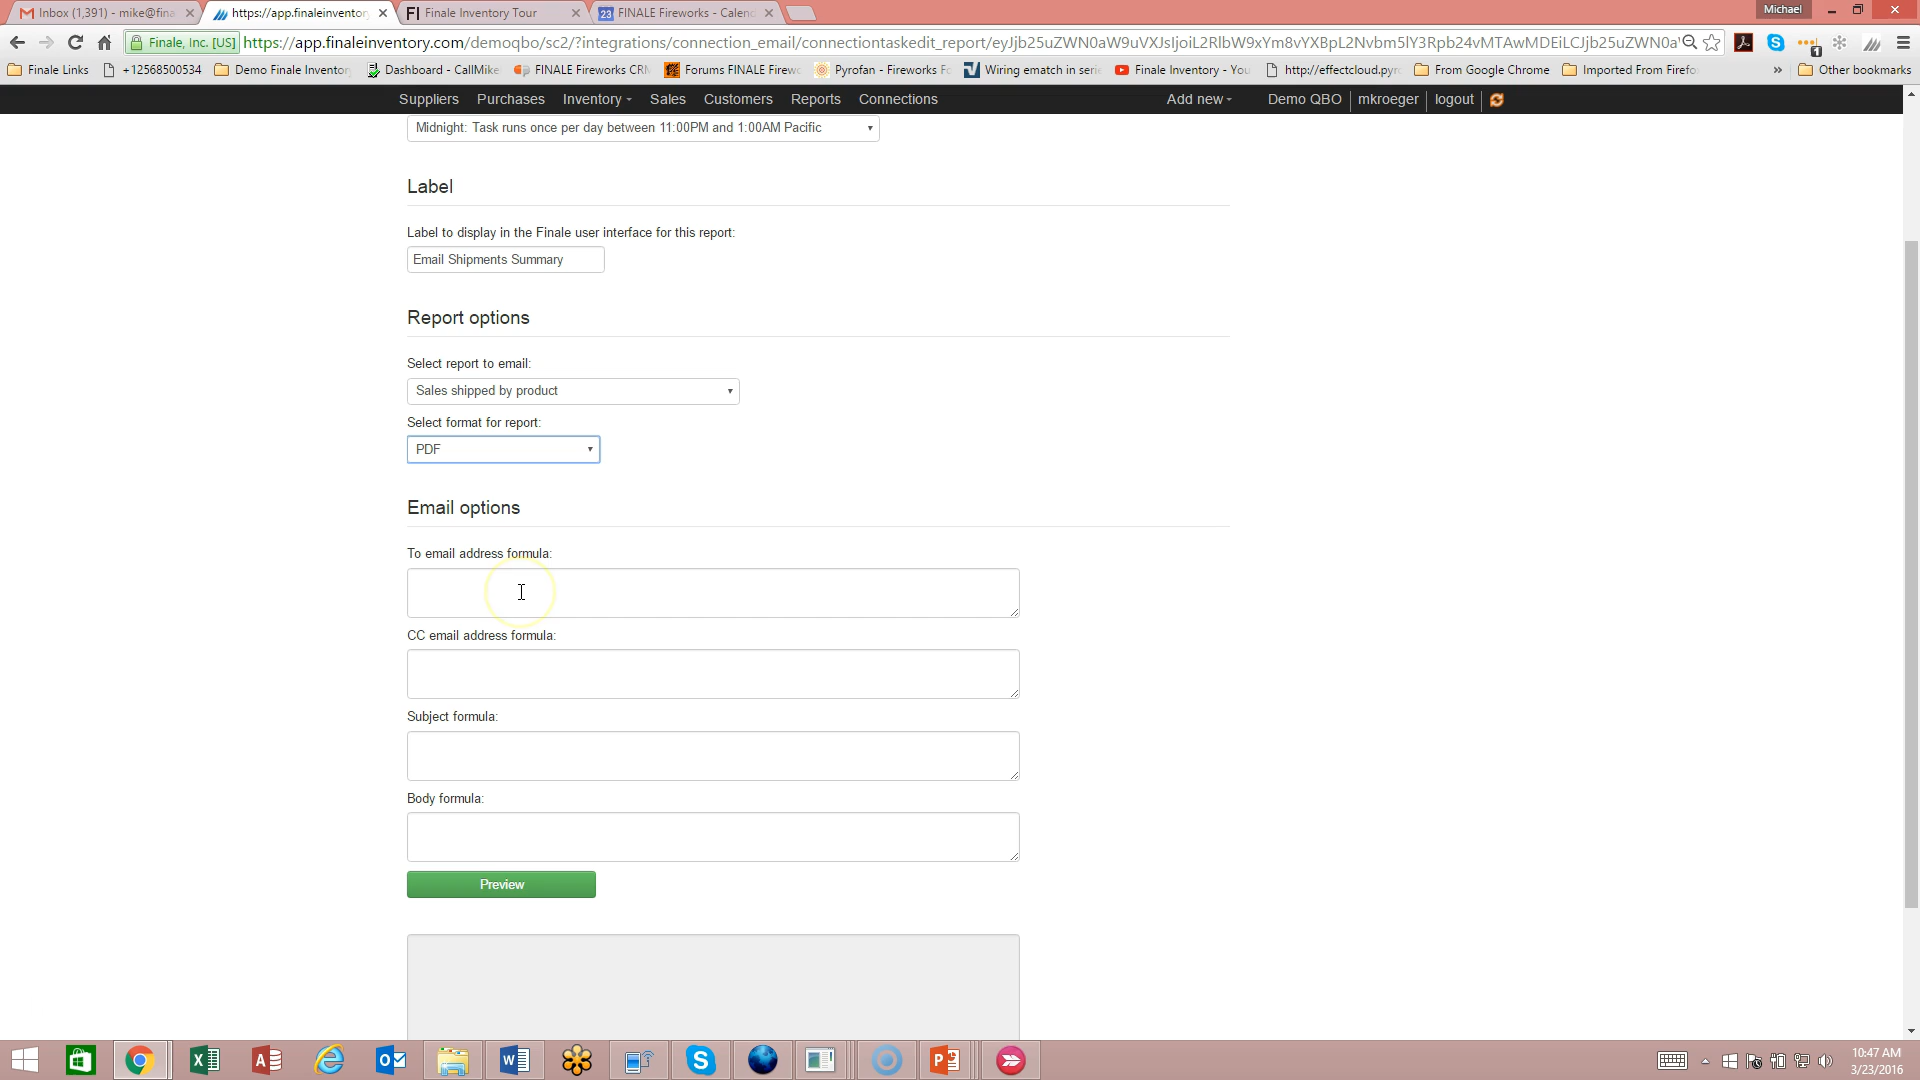 Inbox (1,391) - mike@fina
https://app.finaleinventor
Finale Inventory Tour
23 FINALE Fireworks - Calend
Michael
Finale, Inc. [US]
https://app.finaleinventory.com/demoqbo/sc2/?integrations/connection_email/connectiontaskedit_report/
Finale Links
+12568500534
Demo Finale Inventor
Dashboard - CallMike
FINALE Fireworks CRM
Forums FINALE Firew
Pyrofan - Fireworks Fo
Wiring ematch in serie
Finale Inventory - You
http://effectcloud.pyr
From Google Chrome
Imported From Firefo
»
Other bookmarks
Suppliers
Purchases
Inventory
Sales
Customers
Reports
Connections
Add new
Demo QBO
mkroeger
logout
Midnight: Task runs once per day between 11:00PM and 1:00AM Pacific
Label
Label to display in the Finale user interface for this report:
Email Shipments Summary
Report options
Select report to email:
Sales shipped by product
Select format for report:
PDF
Email options
To email address formula:
CC email address formula:
Subject formula:
Body formula:
Preview
10:47 AM
3/23/2016